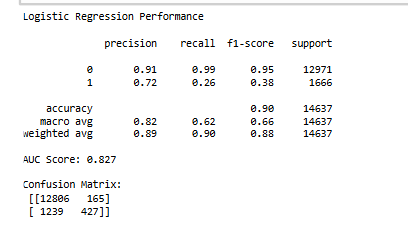 Logistic Regression Performance
precision recall f1-score support
0 0.91 0.99 0.95 12971
1 0.72 0.26 0.38 1666
accuracy 0.90 14637
macro avg 0.82 0.62 0.66 14637
weighted avg 0.89 0.90 0.88 14637
AUC Score: 0.827
Confusion Matrix:
[[12806 165]
[ 1239 427]]